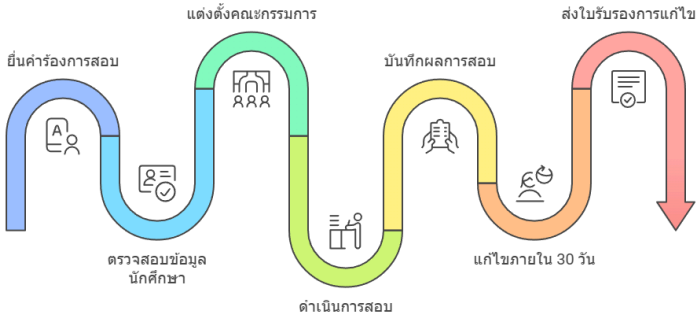 ยื่นคำร้องการสอบ
ตรวจสอบข้อมูล
นักศึกษา
แต่งตั้งคณะกรรมการ
ดำเนินการสอบ
บันทึกผลการสอบ
แก้ไขภายใน 30 วัน
ส่งใบรับรองการแก้ไข
A